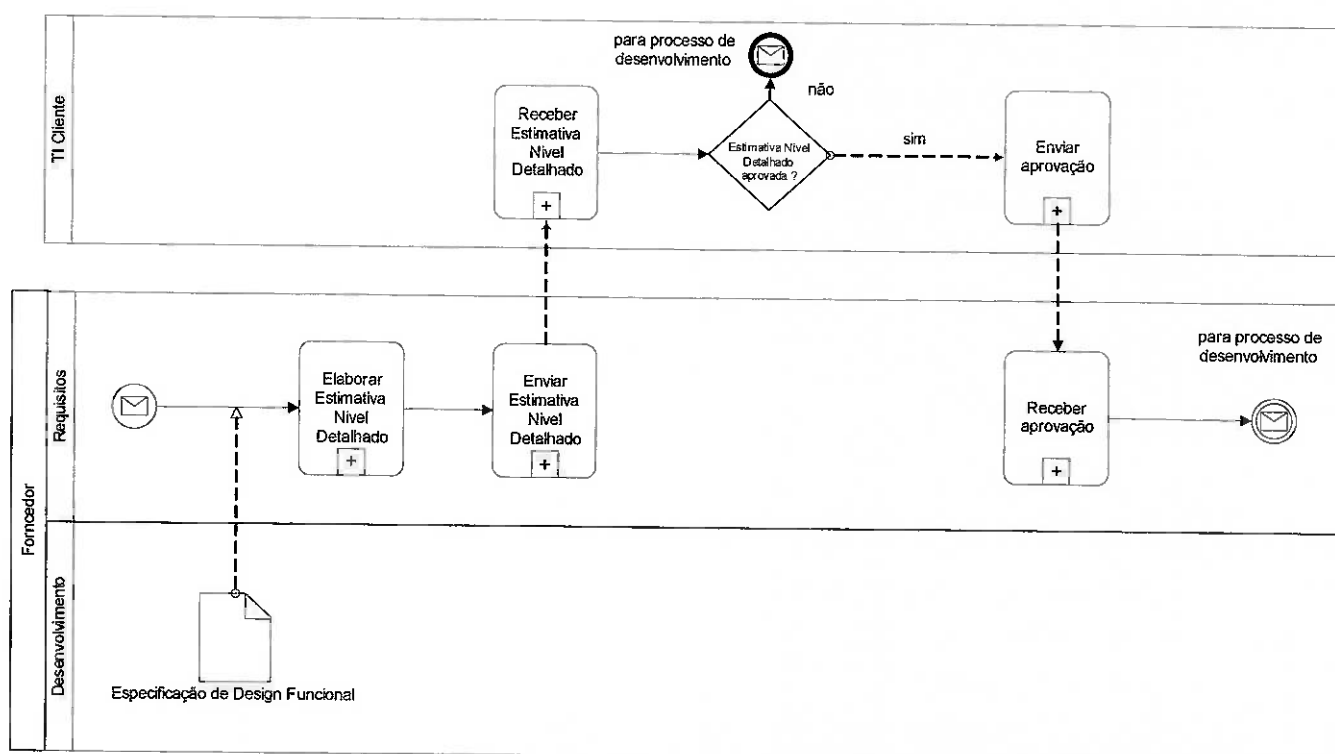 TI Cliente
para processo de
desenvolvimento
não
Receber
Estimativa
Nível
Detalhado
Estimativa Nível
Detalhado
aprovada ?
sim
Enviar
aprovação
Forncedor
Requisitos
Elaborar
Estimativa
Nível
Detalhado
Enviar
Estimativa
Nível
Detalhado
Receber
aprovação
para processo de
desenvolvimento
Desenvolvimento
Especificação de Design Funcional